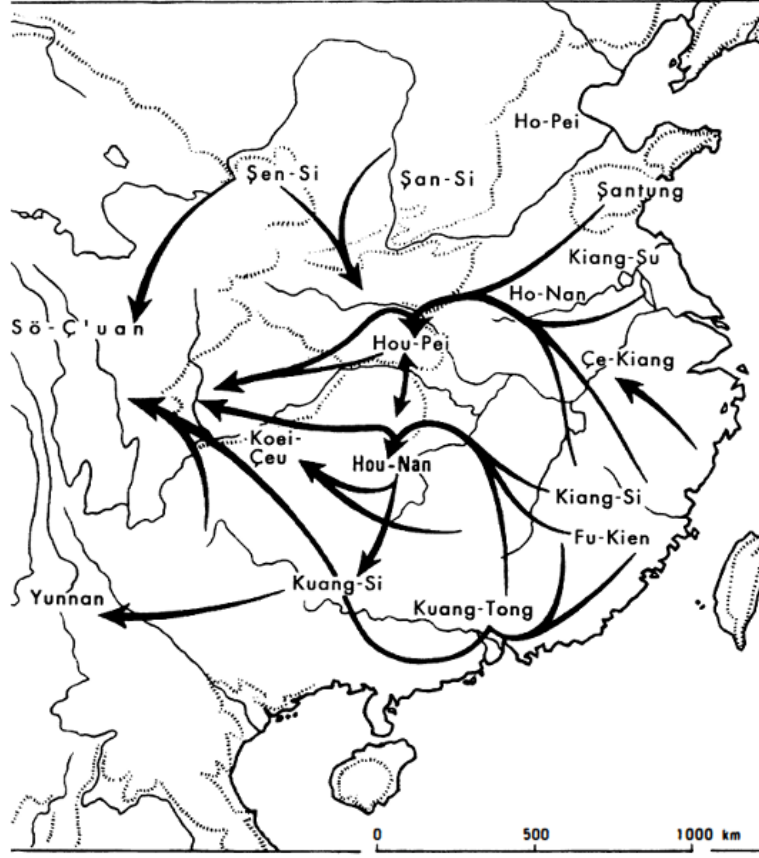 Ho-Pei
Şen-Si
Şan-Si
Şantung
Kiang-Su
Ho-Nan
Sö-Ç'uan
Hou-Pei
Çe-Kiang
Koei-
Çeu
Hou-Nan
Kiang-Si
Fu-Kien
Kuang-Si
Yunnan
Kuang-Tong
0 500 1000 km